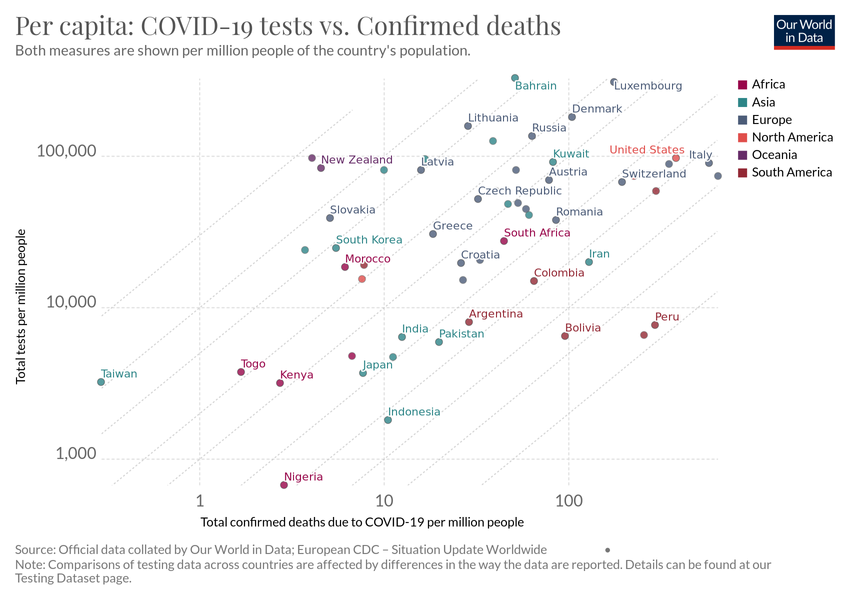 Per capita: COVID-19 tests vs. Confirmed deaths
Both measures are shown per million people of the country's population.
Our World
in Data
Bahrain
Luxembourg
Africa
Asia
Europe
North America
Oceania
South America
Lithuania
Denmark
Russia
100,000
New Zealand
Latvia
Kuwait
United States
Italy
Austria
Switzerland
Czech Republic
Slovakia
Romania
Greece
South Africa
South Korea
Morocco
Croatia
Iran
Colombia
10,000
Argentina
Peru
India
Pakistan
Bolivia
Togo
Japan
Taiwan
Kenya
Indonesia
1,000
Nigeria
1
10
100
Total tests per million people
Total confirmed deaths due to COVID-19 per million people
Source: Official data collated by Our World in Data; European CDC – Situation Update Worldwide
Note: Comparisons of testing data across countries are affected by differences in the way the data are reported. Details can be found at our
Testing Dataset page.